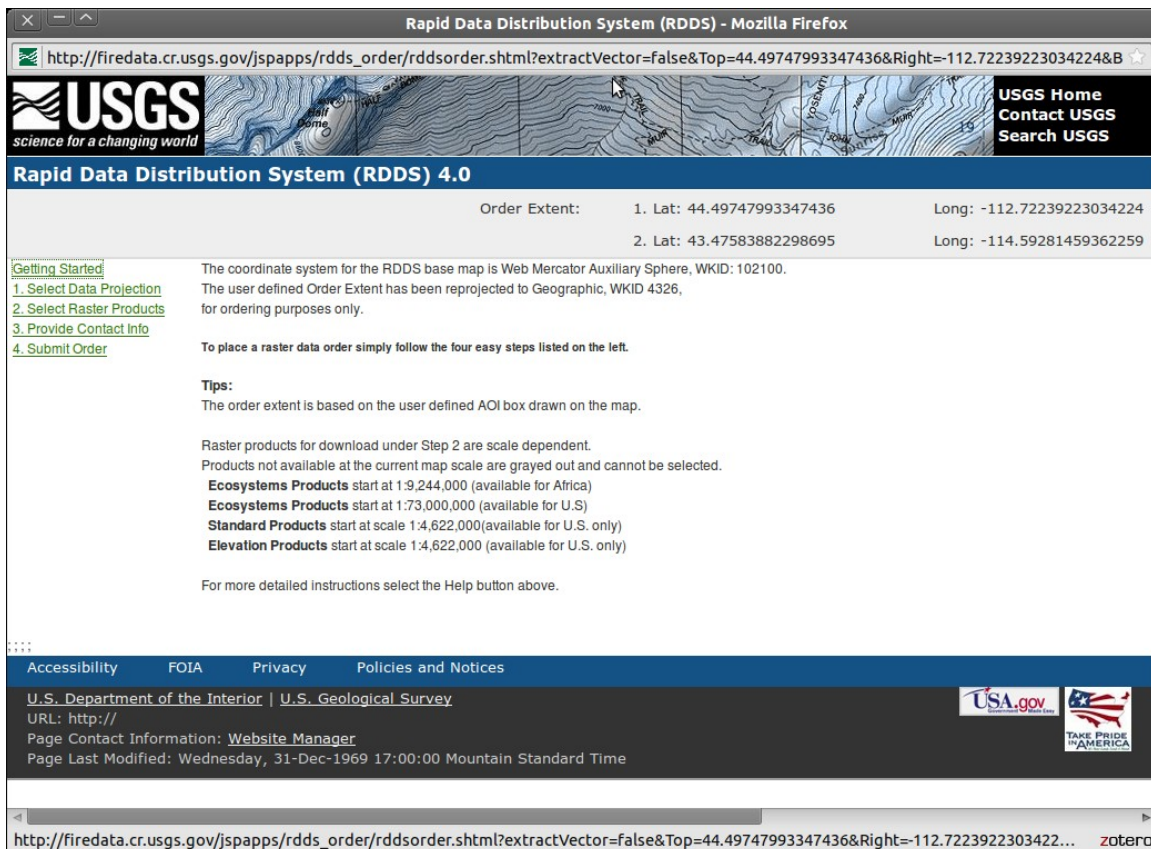 Rapid Data Distribution System (RDDS) - Mozilla Firefox
http://firedata.cr.usgs.gov/jspapps/rdds_order/rddsorder.shtml?extractVector=false&Top=44.49747993347436&Right=-112.72239223034224&B
USGS
science for a changing world
Half
Dome
TRAIL
MUIR
YOSEMIT
7400
7000
TRAIL
MUIR
Sunrise
19
USGS Home
Contact USGS
Search USGS
Rapid Data Distribution System (RDDS) 4.0
Order Extent: 1. Lat: 44.49747993347436 Long: -112.72239223034224
2. Lat: 43.47583882298695 Long: -114.59281459362259
Getting Started
1. Select Data Projection
2. Select Raster Products
3. Provide Contact Info
4. Submit Order
The coordinate system for the RDDS base map is Web Mercator Auxiliary Sphere, WKID: 102100.
The user defined Order Extent has been reprojected to Geographic, WKID 4326,
for ordering purposes only.
To place a raster data order simply follow the four easy steps listed on the left.
Tips:
The order extent is based on the user defined AOI box drawn on the map.
Raster products for download under Step 2 are scale dependent.
Products not available at the current map scale are grayed out and cannot be selected.
Ecosystems Products start at 1:9,244,000 (available for Africa)
Ecosystems Products start at 1:73,000,000 (available for U.S)
Standard Products start at scale 1:4,622,000(available for U.S. only)
Elevation Products start at scale 1:4,622,000 (available for U.S. only)
For more detailed instructions select the Help button above.
;;;;
Accessibility FOIA Privacy Policies and Notices
U.S. Department of the Interior | U.S. Geological Survey
URL: http://
Page Contact Information: Website Manager
Page Last Modified: Wednesday, 31-Dec-1969 17:00:00 Mountain Standard Time
USA.gov
Government Made Easy
TAKE PRIDE
IN AMERICA
http://firedata.cr.usgs.gov/jspapps/rdds_order/rddsorder.shtml?extractVector=false&Top=44.49747993347436&Right=-112.7223922303422... zotero